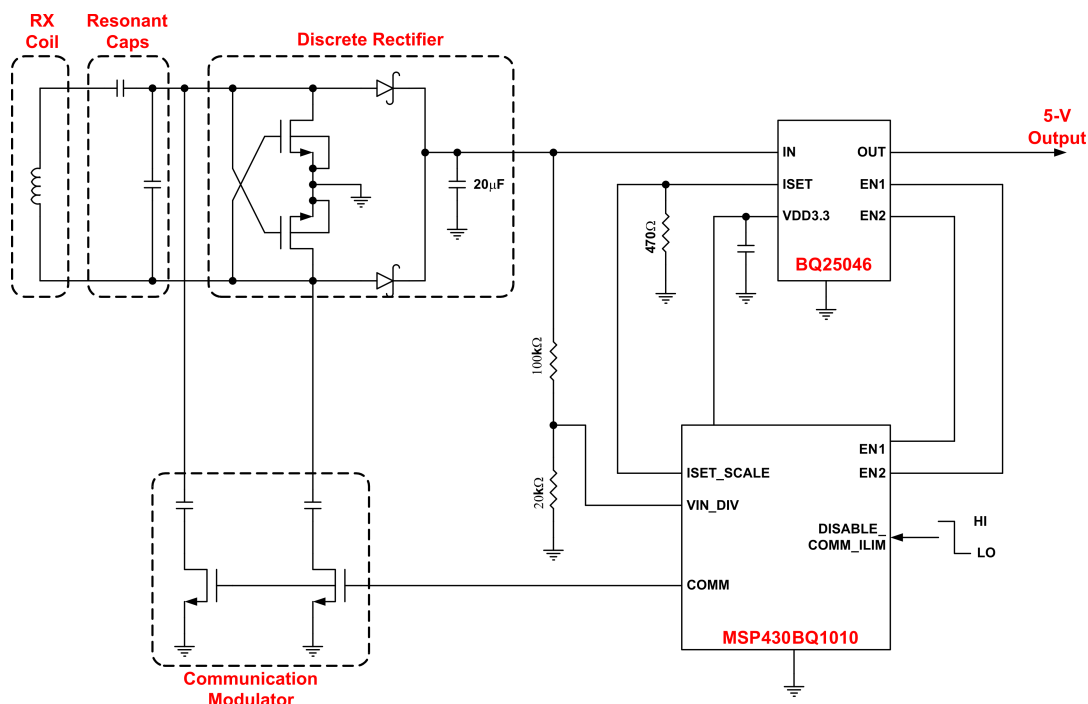 RX
Coil
Resonant
Caps
Discrete Rectifier
20μF
5-V
Output
IN
OUT
ISET
EN1
VDD3.3
EN2
470Ω
BQ25046
100kΩ
20kΩ
EN1
ISET_SCALE
EN2
VIN_DIV
DISABLE_
COMM_ILIM
HI
LO
COMM
MSP430BQ1010
Communication
Modulator